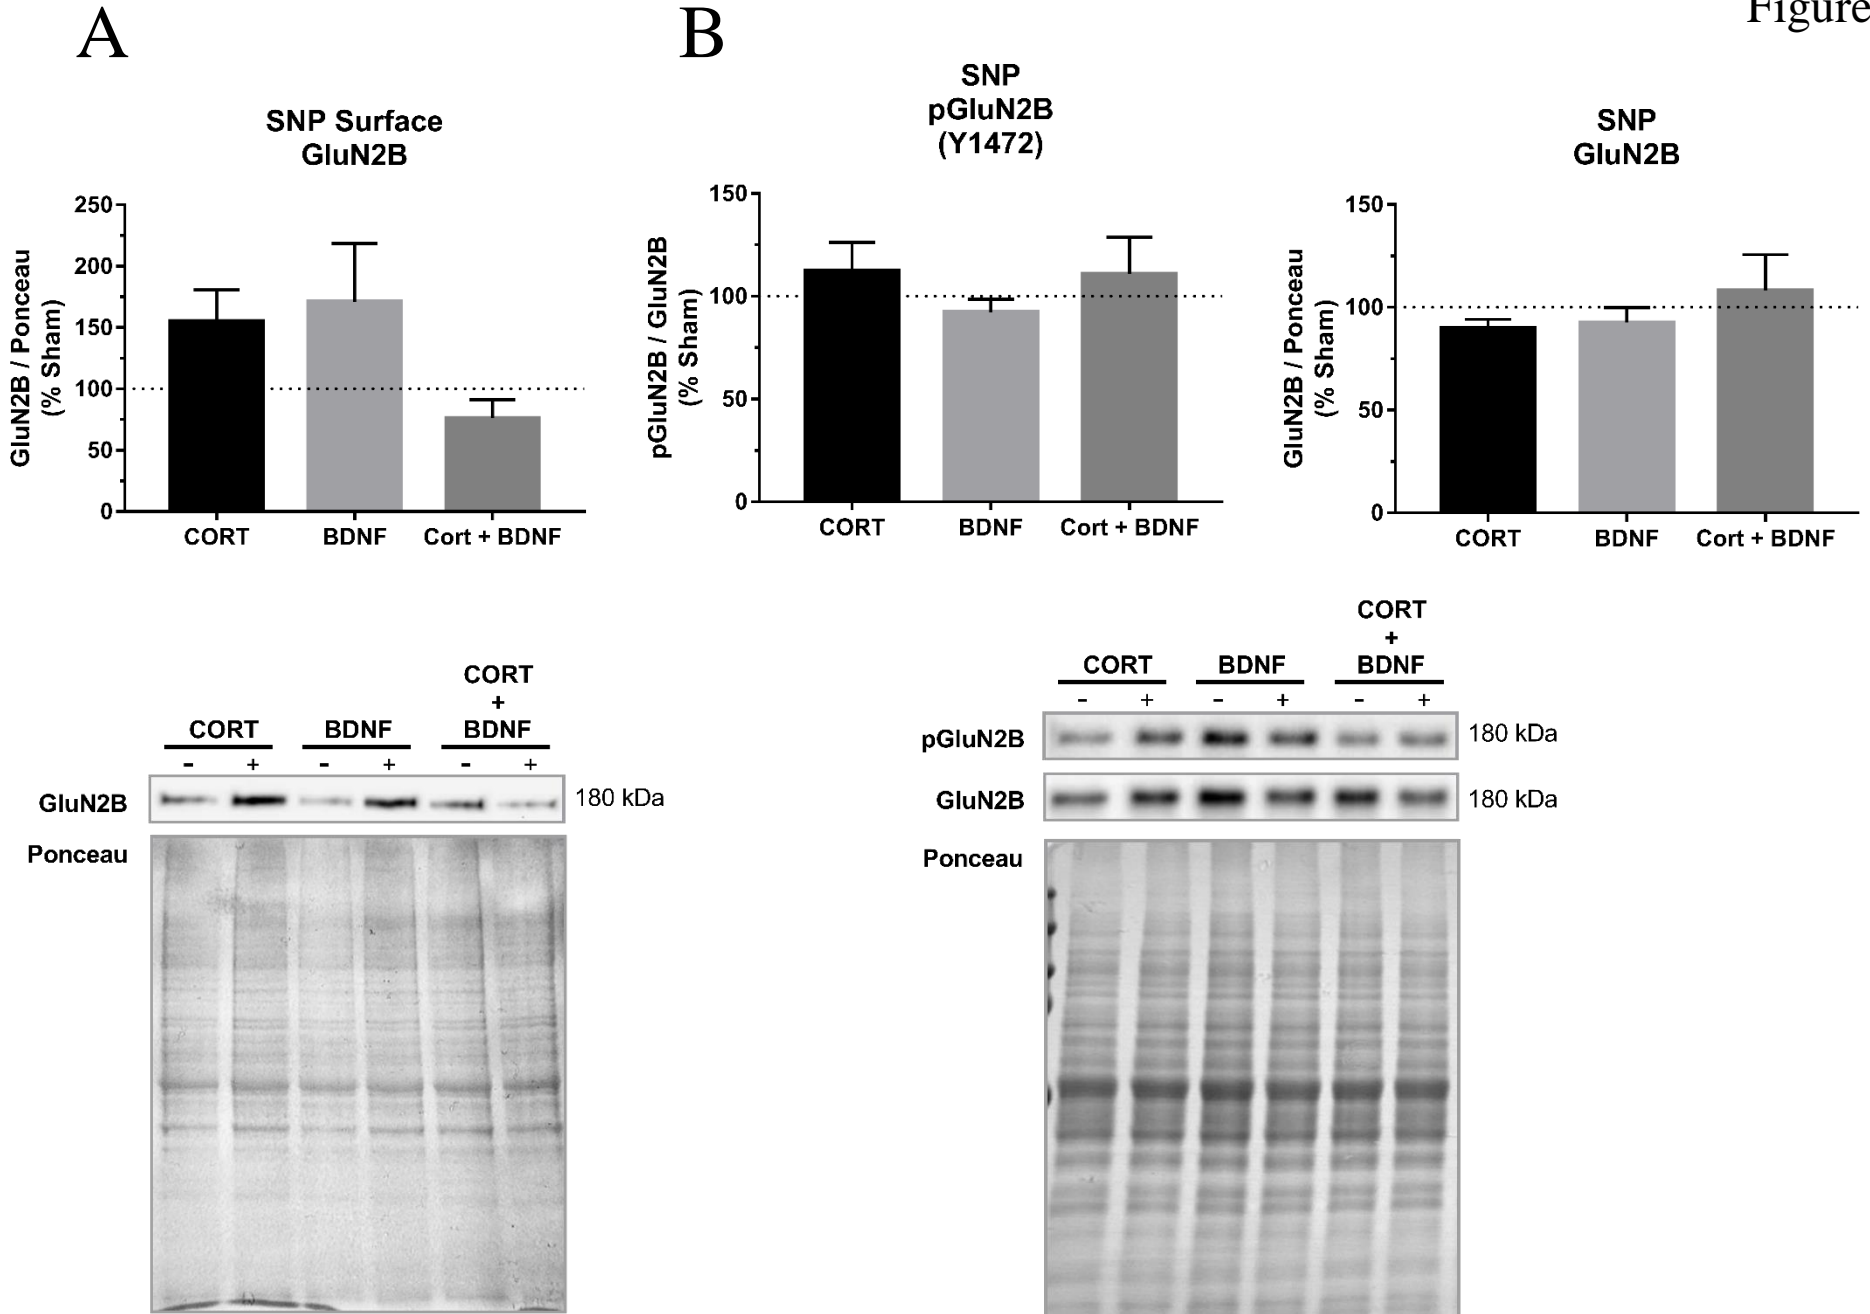 Figure
A
B
SNP Surface
GluN2B
GluN2B / Ponceau
(% Sham)
250
200
150
100
50
0
CORT
BDNF
Cort + BDNF
SNP
pGluN2B
(Y1472)
pGluN2B / GluN2B
(% Sham)
150
100
50
0
CORT
BDNF
Cort + BDNF
SNP
GluN2B
GluN2B / Ponceau
(% Sham)
150
100
50
0
CORT
BDNF
Cort + BDNF
CORT
+
CORT BDNF BDNF
- + - + - +
GluN2B 180 kDa
Ponceau
CORT
+
CORT BDNF BDNF
- + - + - +
pGluN2B 180 kDa
GluN2B 180 kDa
Ponceau